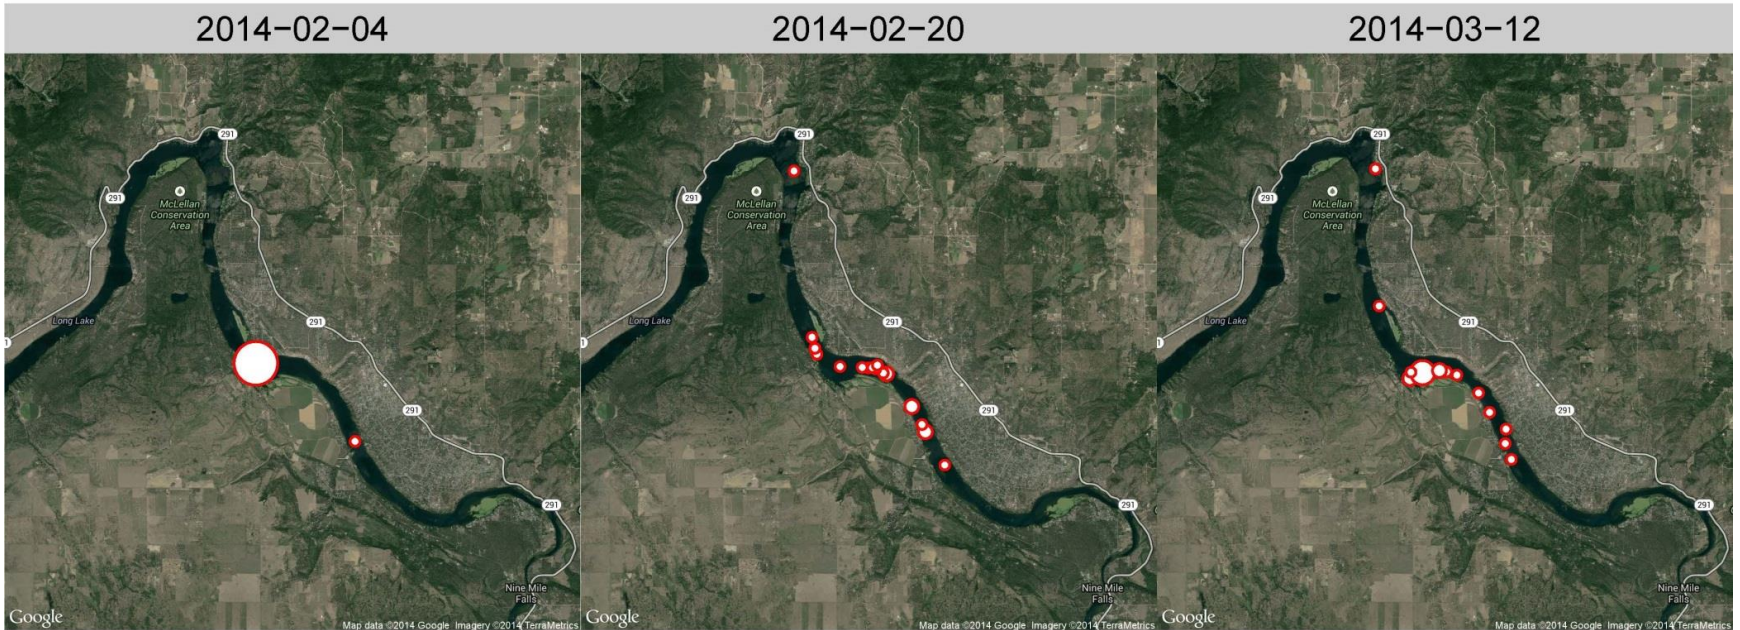 2014-02-04
2014-02-20
2014-03-12
291
291
McLellan
Conservation
Area
Long Lake
291
1
291
291
Nine Mile
Falls
Google
Map data ©2014 Google Imagery ©2014 TerraMetrics
291
291
McLellan
Conservation
Area
Long Lake
291
291
291
Nine Mile
Falls
Google
Map data ©2014 Google Imagery ©2014 TerraMetrics
291
291
McLellan
Conservation
Area
Long Lake
291
291
291
Nine Mile
Falls
Google
Map data ©2014 Google Imagery ©2014 TerraMetrics